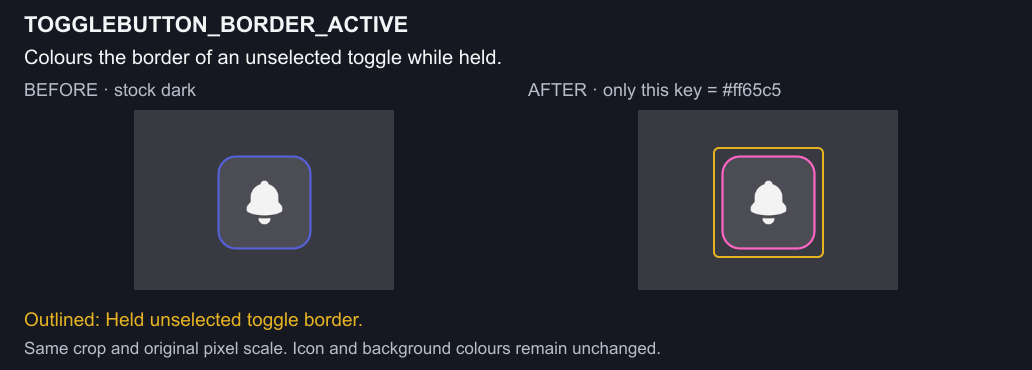 TOGGLEBUTTON_BORDER_ACTIVE
Colours the border of an unselected toggle while held.
BEFORE · stock dark
AFTER · only this key = #ff65c5
Outlined: Held unselected toggle border.
Same crop and original pixel scale. Icon and background colours remain unchanged.